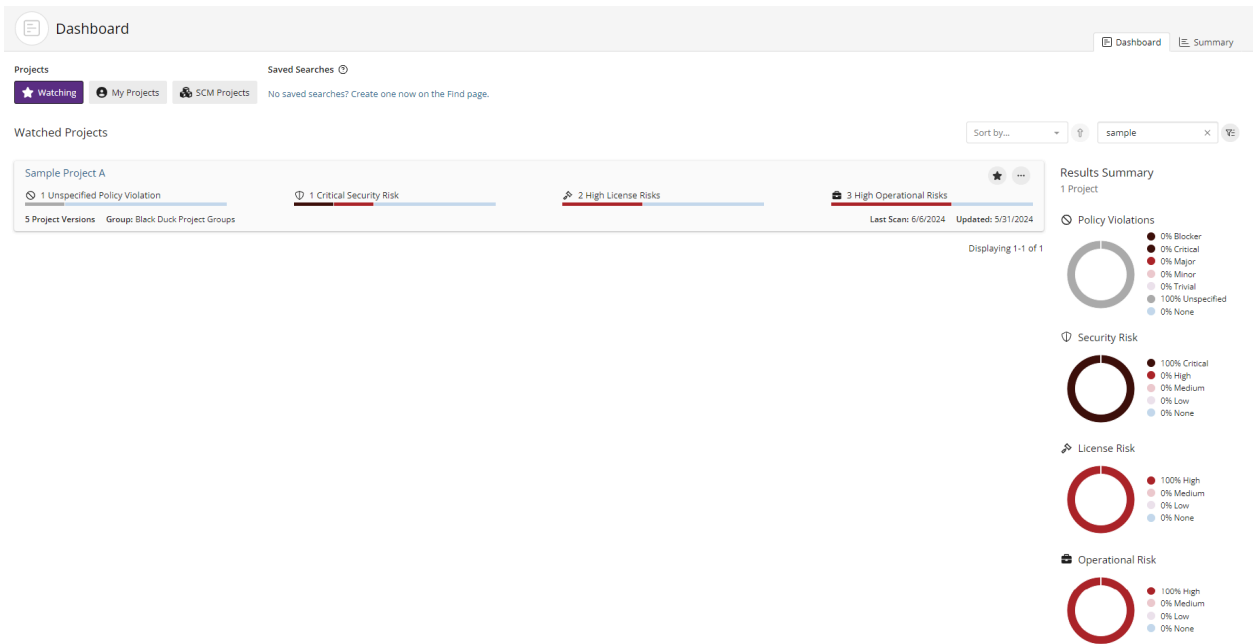 Dashboard
Dashboard
Summary
Projects
Saved Searches
Watching
My Projects
SCM Projects
No saved searches? Create one now on the Find page.
Watched Projects
Sort by...
sample
Sample Project A
1 Unspecified Policy Violation
1 Critical Security Risk
2 High License Risks
3 High Operational Risks
5 Project Versions Group: Black Duck Project Groups
Last Scan: 6/6/2024 Updated: 5/31/2024
Displaying 1-1 of 1
Results Summary
1 Project
Policy Violations
0% Blocker
0% Critical
0% Major
0% Minor
0% Trivial
100% Unspecified
0% None
Security Risk
100% Critical
0% High
0% Medium
0% Low
0% None
License Risk
100% High
0% Medium
0% Low
0% None
Operational Risk
100% High
0% Medium
0% Low
0% None